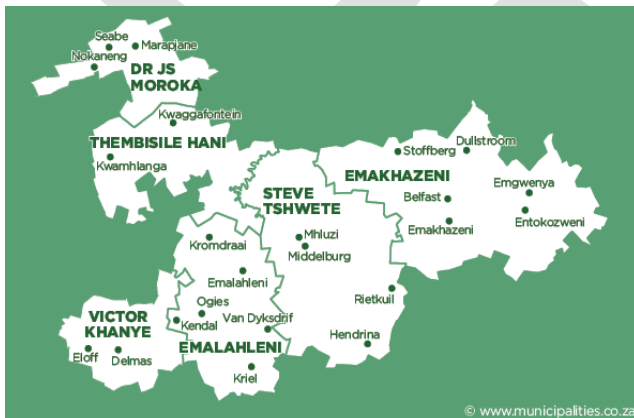 Seabe
Marapjane
Nokaneng
DR JS
MOROKA
Kwaggafontein
THEMBISILE HANI
Kwamhlanga
Stoffberg
Dullstroom
EMAKHAZENI
Emgwenya
Belfast
Entokozweni
Emakhazeni
STEVE
TSHWETE
Mhluzi
Middelburg
Kromdraai
Emalahleni
Rietkuil
Ogies
Van Dyksdrif
Kendal
Hendrina
VICTOR
KHANYE
EMALAHLENI
Eloff
Delmas
Kriel
© www.municipalities.co.za